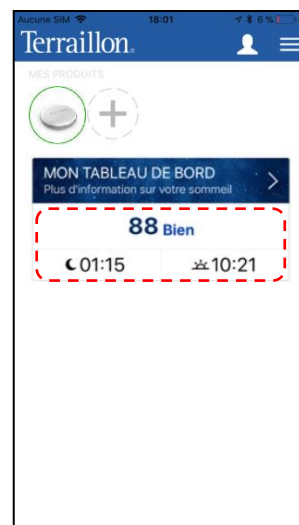 Aucune SIM 18:01 6 %
Terraillon.
MES PRODUITS
MON TABLEAU DE BORD
Plus d'information sur votre sommeil
88 Bien
01:15 10:21